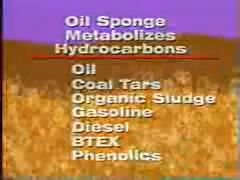 Oil Sponge
Metabolizes
Hydrocarbons
Oil
Coal Tars
Organic Sludge
Gasoline
Diesel
BTEX
Phenolics